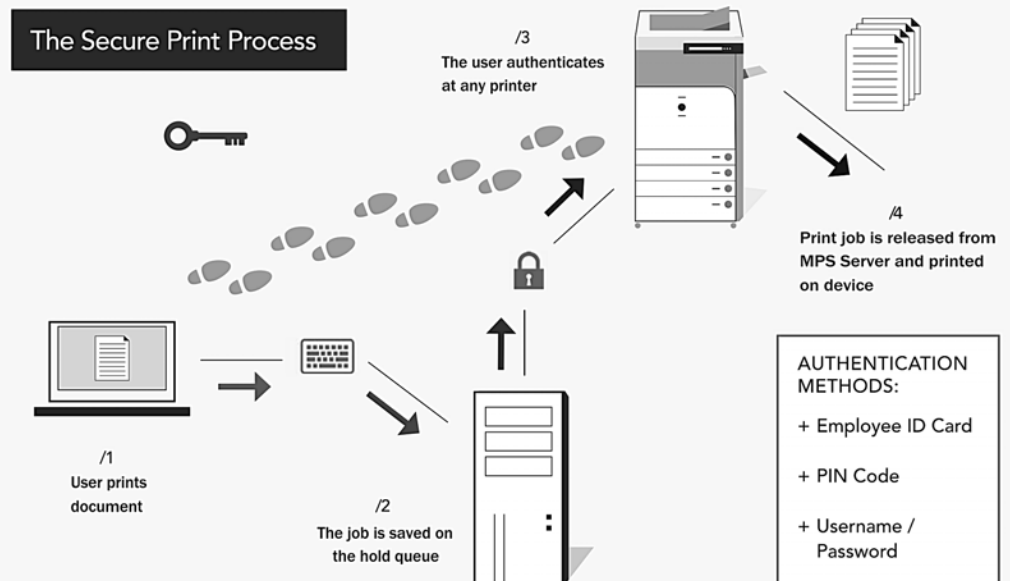 The Secure Print Process
/1
User prints
document
/2
The job is saved on
the hold queue
/3
The user authenticates
at any printer
/4
Print job is released from
MPS Server and printed
on device
AUTHENTICATION
METHODS:
+ Employee ID Card
+ PIN Code
+ Username /
Password